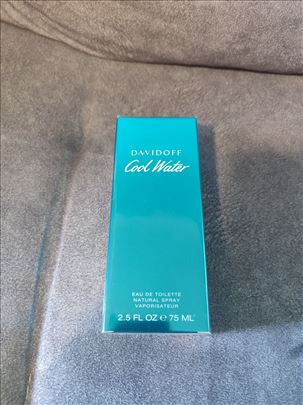 DAVIDOFF
Cool Water
EAU DE TOILETTE
NATURAL SPRAY
VAPORISATEUR
2.5 FL OZ ℮ 75 ML